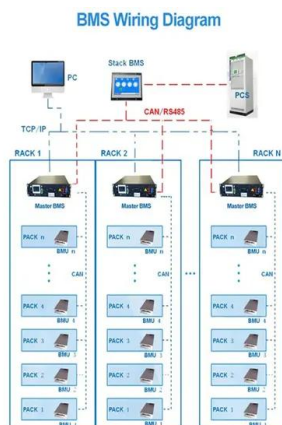 BMS Wiring Diagram
Stack BMS
PC
PCS
CAN/RS485
TCP/IP
RACK 1
RACK 2
RACK N
Master BMS
Master BMS
Master BMS
PACK n
PACK n
PACK n
BMU n
BMU n
BMU n
CAN
CAN
CAN
PACK 4
PACK 4
PACK 4
BMU 4
BMU 4
BMU 4
PACK 3
PACK 3
PACK 3
BMU 3
BMU 3
BMU 3
PACK 2
PACK 2
PACK 2
BMU 2
BMU 2
BMU 2
PACK 1
PACK 1
PACK 1